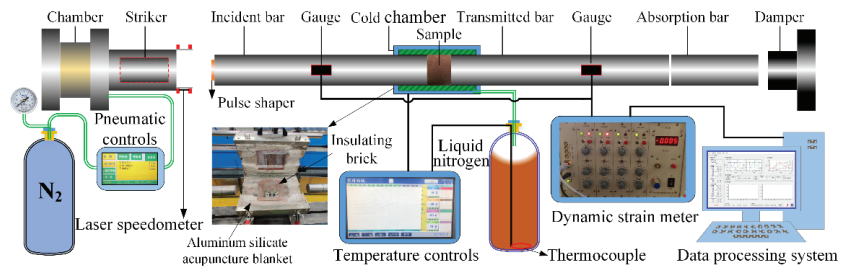 Chamber
Striker
Incident bar
Gauge
Cold chamber
Sample
Transmitted bar
Gauge
Absorption bar
Damper
Pulse shaper
Pneumatic
controls
N₂
Laser speedometer
Insulating
brick
Aluminum silicate
acupuncture blanket
Liquid
nitrogen
Temperature controls
Thermocouple
Dynamic strain meter
Data processing system